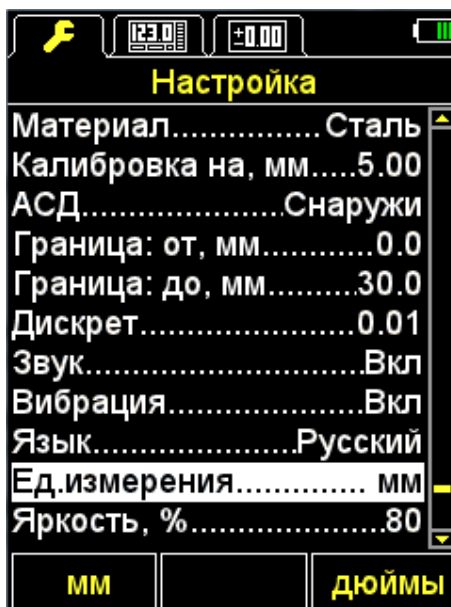 123.0 ±0.00
Настройка
Материал................Сталь
Калибровка на, мм.....5.00
АСД......................Снаружи
Граница: от, мм...........0.0
Граница: до, мм..........30.0
Дискрет.....................0.01
Звук...........................Вкл
Вибрация...................Вкл
Язык....................Русский
Ед.измерения.............. мм
Яркость, %...................80
мм дюймы